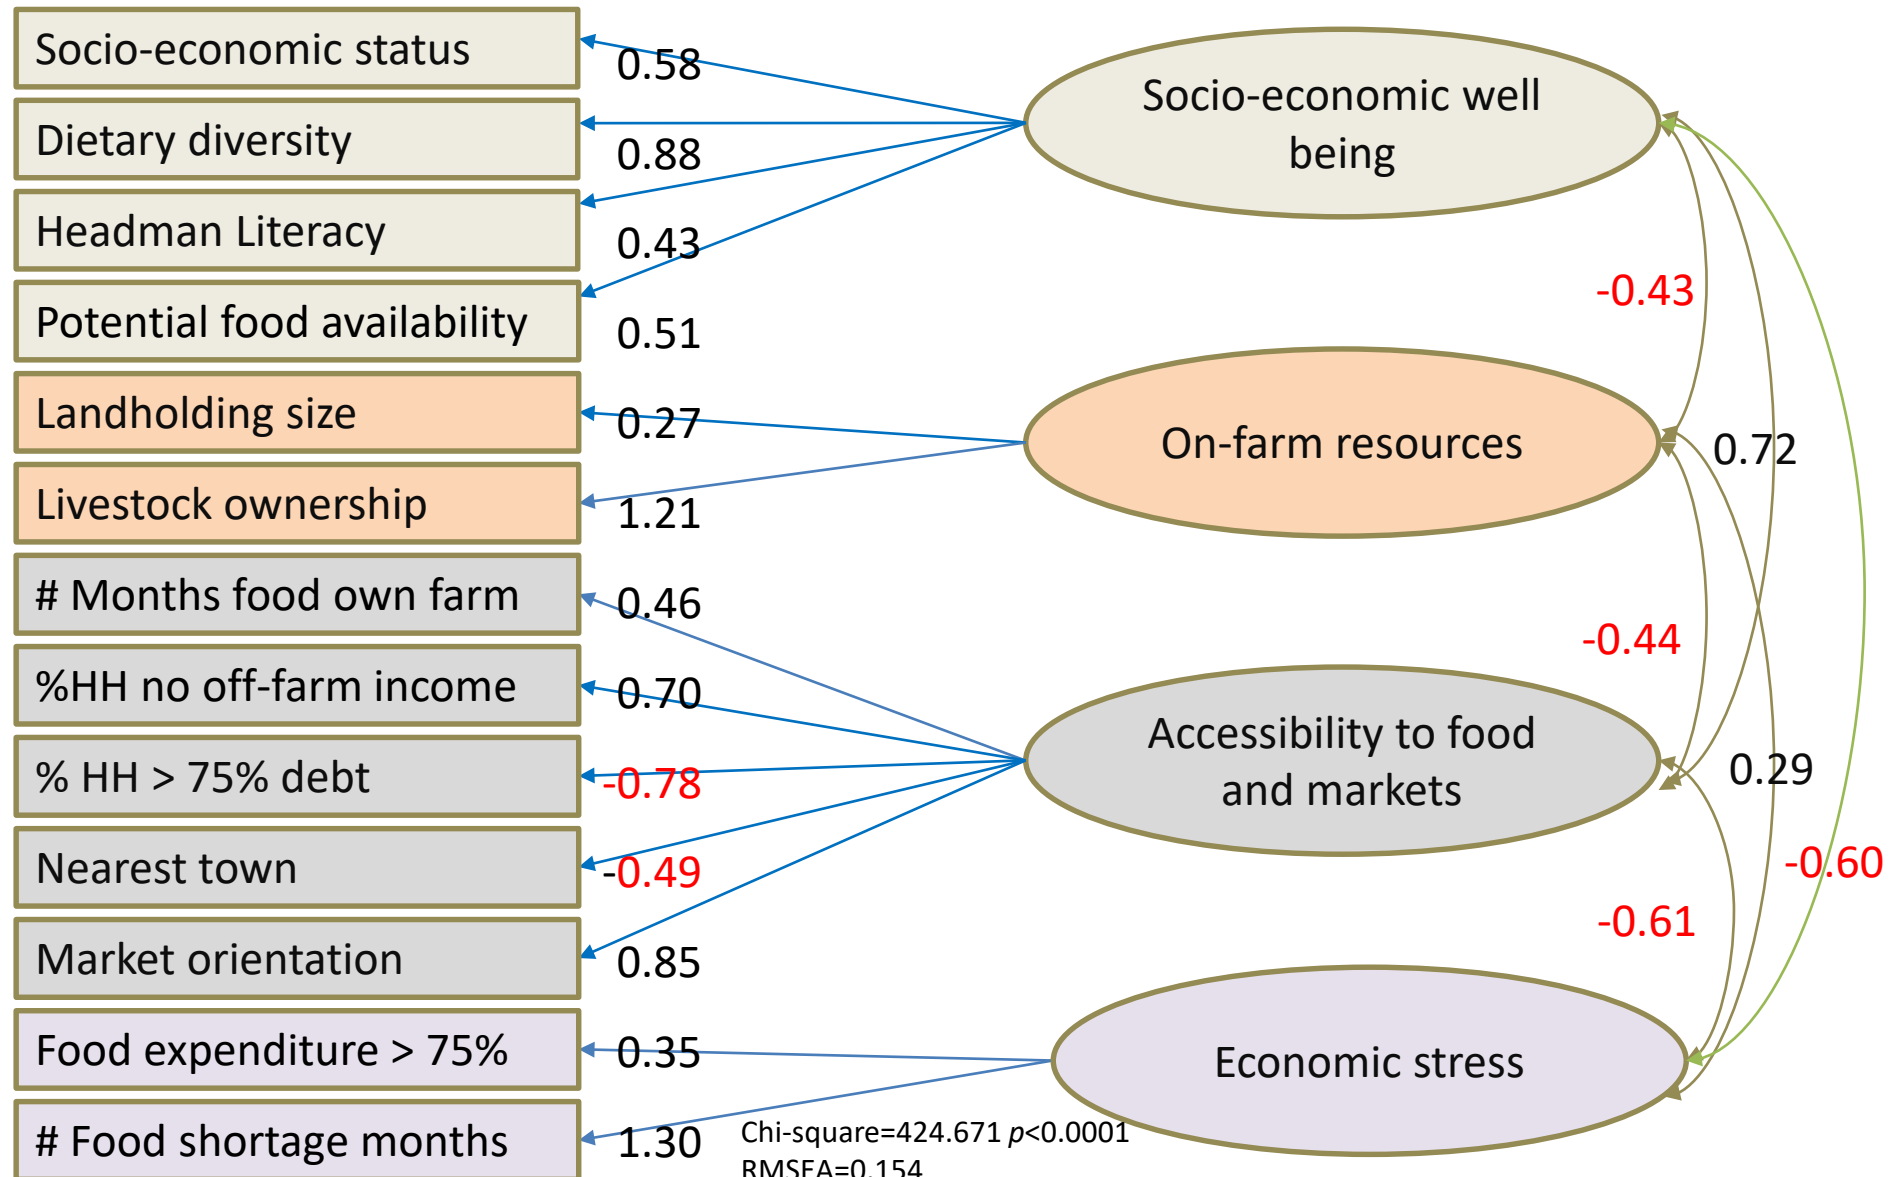 Socio-economic status
Dietary diversity
Headman Literacy
Potential food availability
Landholding size
Livestock ownership
# Months food own farm
%HH no off-farm income
% HH > 75% debt
Nearest town
Market orientation
Food expenditure > 75%
# Food shortage months
0.58
0.88
0.43
0.51
0.27
1.21
0.46
0.70
-0.78
-0.49
0.85
0.35
1.30
Socio-economic well
being
On-farm resources
Accessibility to food
and markets
Economic stress
-0.43
0.72
-0.44
0.29
-0.60
-0.61
Chi-square=424.671 p<0.0001
RMSEA=0.154